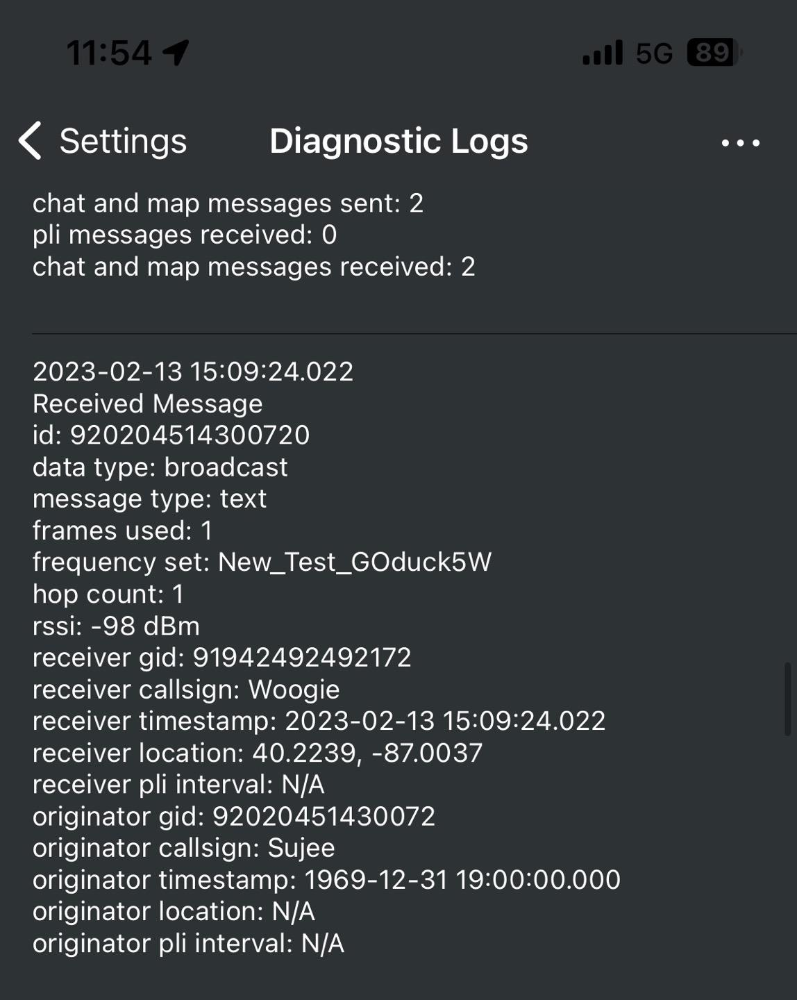 11:54 5G 89
Settings Diagnostic Logs ...
chat and map messages sent: 2
pli messages received: 0
chat and map messages received: 2
2023-02-13 15:09:24.022
Received Message
id: 920204514300720
data type: broadcast
message type: text
frames used: 1
frequency set: New_Test_GOduck5W
hop count: 1
rssi: -98 dBm
receiver gid: 91942492492172
receiver callsign: Woogie
receiver timestamp: 2023-02-13 15:09:24.022
receiver location: 40.2239, -87.0037
receiver pli interval: N/A
originator gid: 92020451430072
originator callsign: Sujee
originator timestamp: 1969-12-31 19:00:00.000
originator location: N/A
originator pli interval: N/A